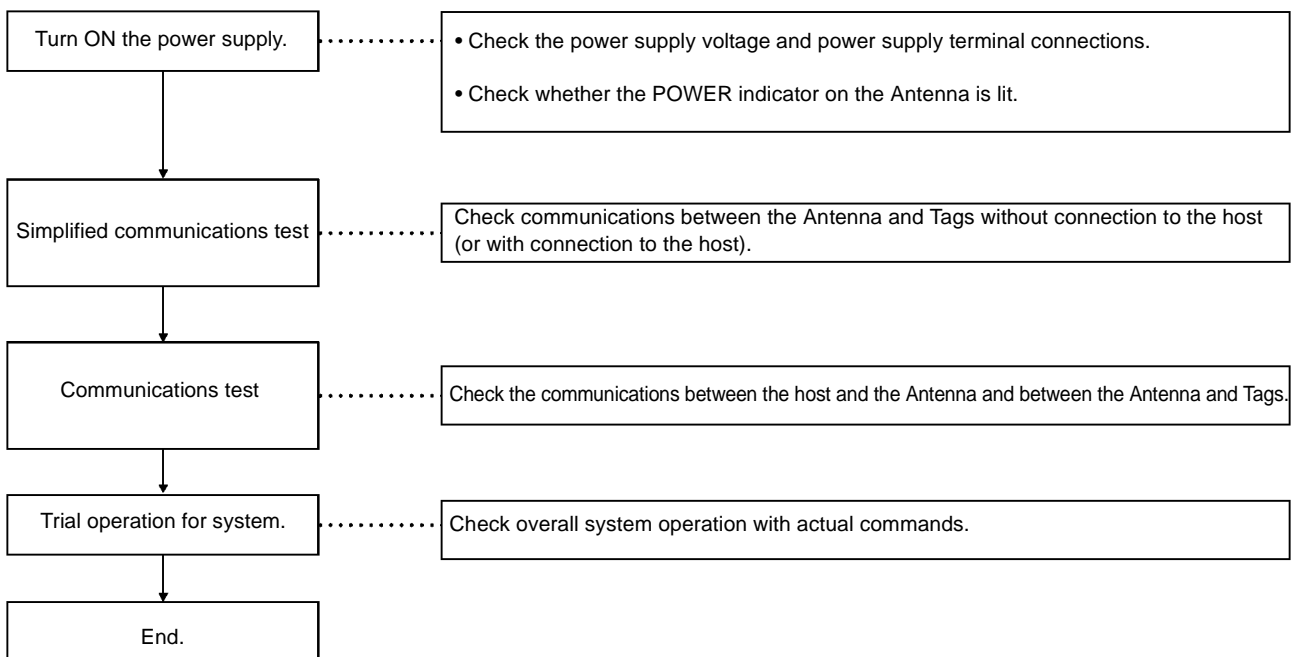 Turn ON the power supply.
• Check the power supply voltage and power supply terminal connections.
• Check whether the POWER indicator on the Antenna is lit.
Simplified communications test
Check communications between the Antenna and Tags without connection to the host
(or with connection to the host).
Communications test
Check the communications between the host and the Antenna and between the Antenna and Tags.
Trial operation for system.
Check overall system operation with actual commands.
End.